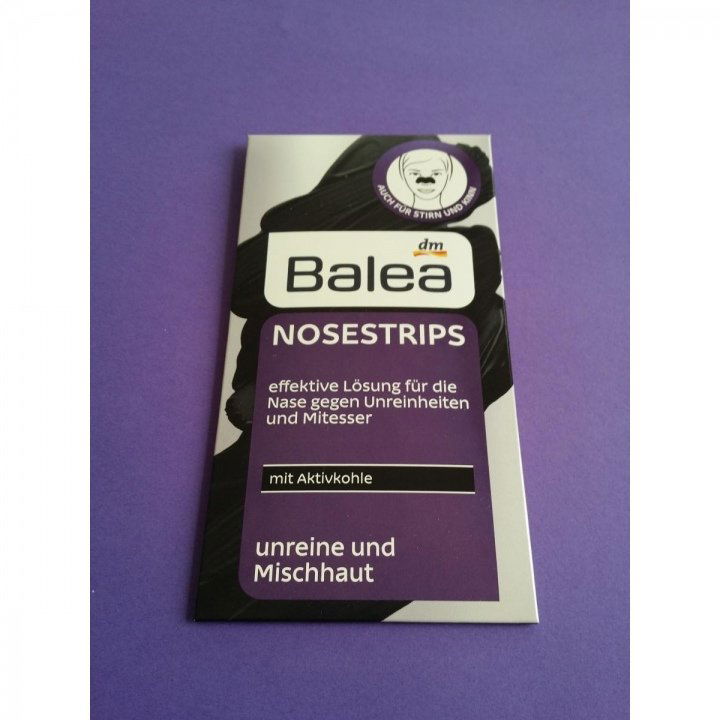 AUCH FÜR STIRN UND KINN
dm
Balea
NOSESTRIPS
effektive Lösung für die
Nase gegen Unreinheiten
und Mitesser
mit Aktivkohle
unreine und
Mischhaut